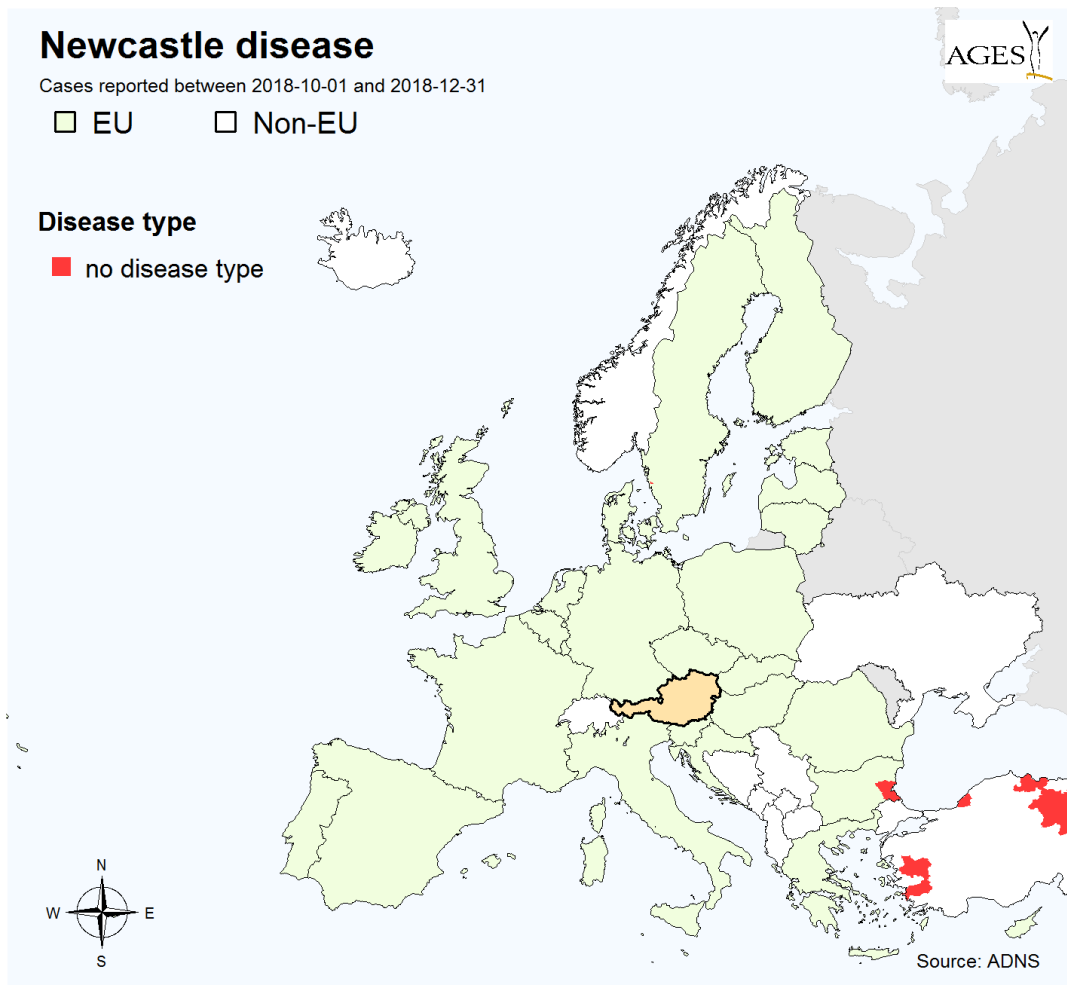 Newcastle disease
AGES
Cases reported between 2018-10-01 and 2018-12-31
EU Non-EU
Disease type
no disease type
N
W E
S
Source: ADNS